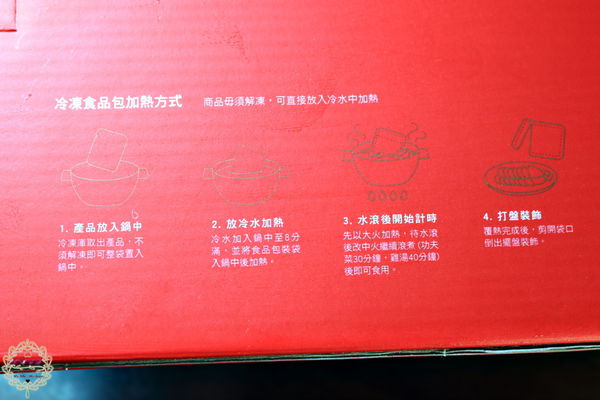 冷凍食品包加熱方式 商品毋須解凍，可直接放入冷水中加熱
1. 產品放入鍋中
冷凍庫取出產品，不
須解凍即可整袋置入
鍋中。
2. 放冷水加熱
冷水加入鍋中至8分
滿，並將食品包裝袋
入鍋中後加熱。
3. 水滾後開始計時
先以大火加熱，待水滾
後改中火繼續滾煮(功夫
菜30分鐘，雞湯40分鐘)
後即可食用。
4. 打盤裝飾
覆熱完成後，剪開袋口
倒出擺盤裝飾。